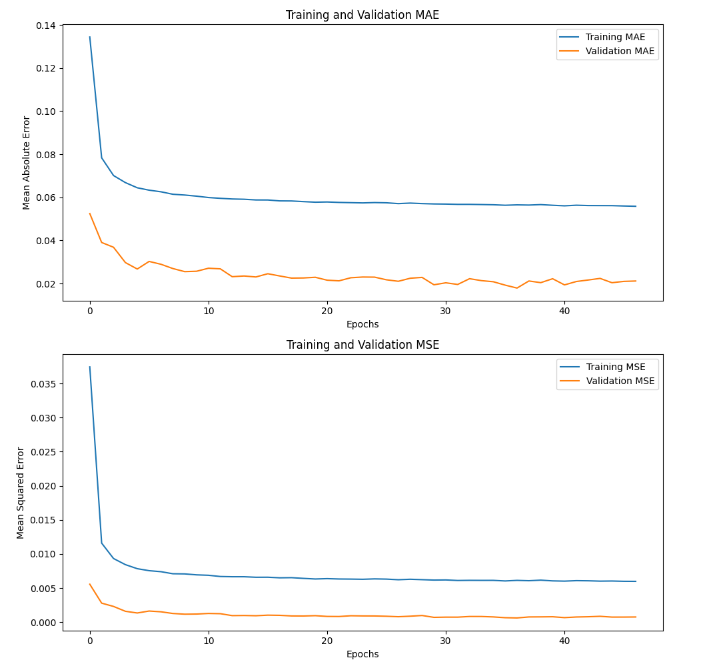 Training and Validation MAE
Mean Absolute Error
0.14
0.12
0.10
0.08
0.06
0.04
0.02
Training MAE
Validation MAE
0
10
20
30
40
Epochs
Training and Validation MSE
Mean Squared Error
0.035
0.030
0.025
0.020
0.015
0.010
0.005
0.000
Training MSE
Validation MSE
0
10
20
30
40
Epochs